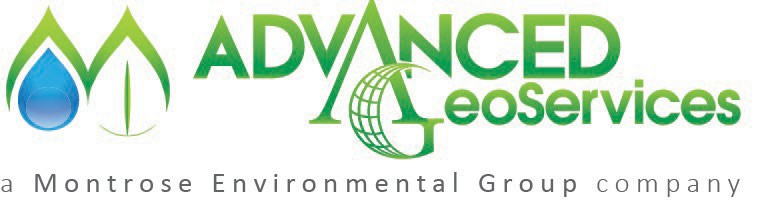 ADVANCED
GeoServices
a Montrose Environmental Group company